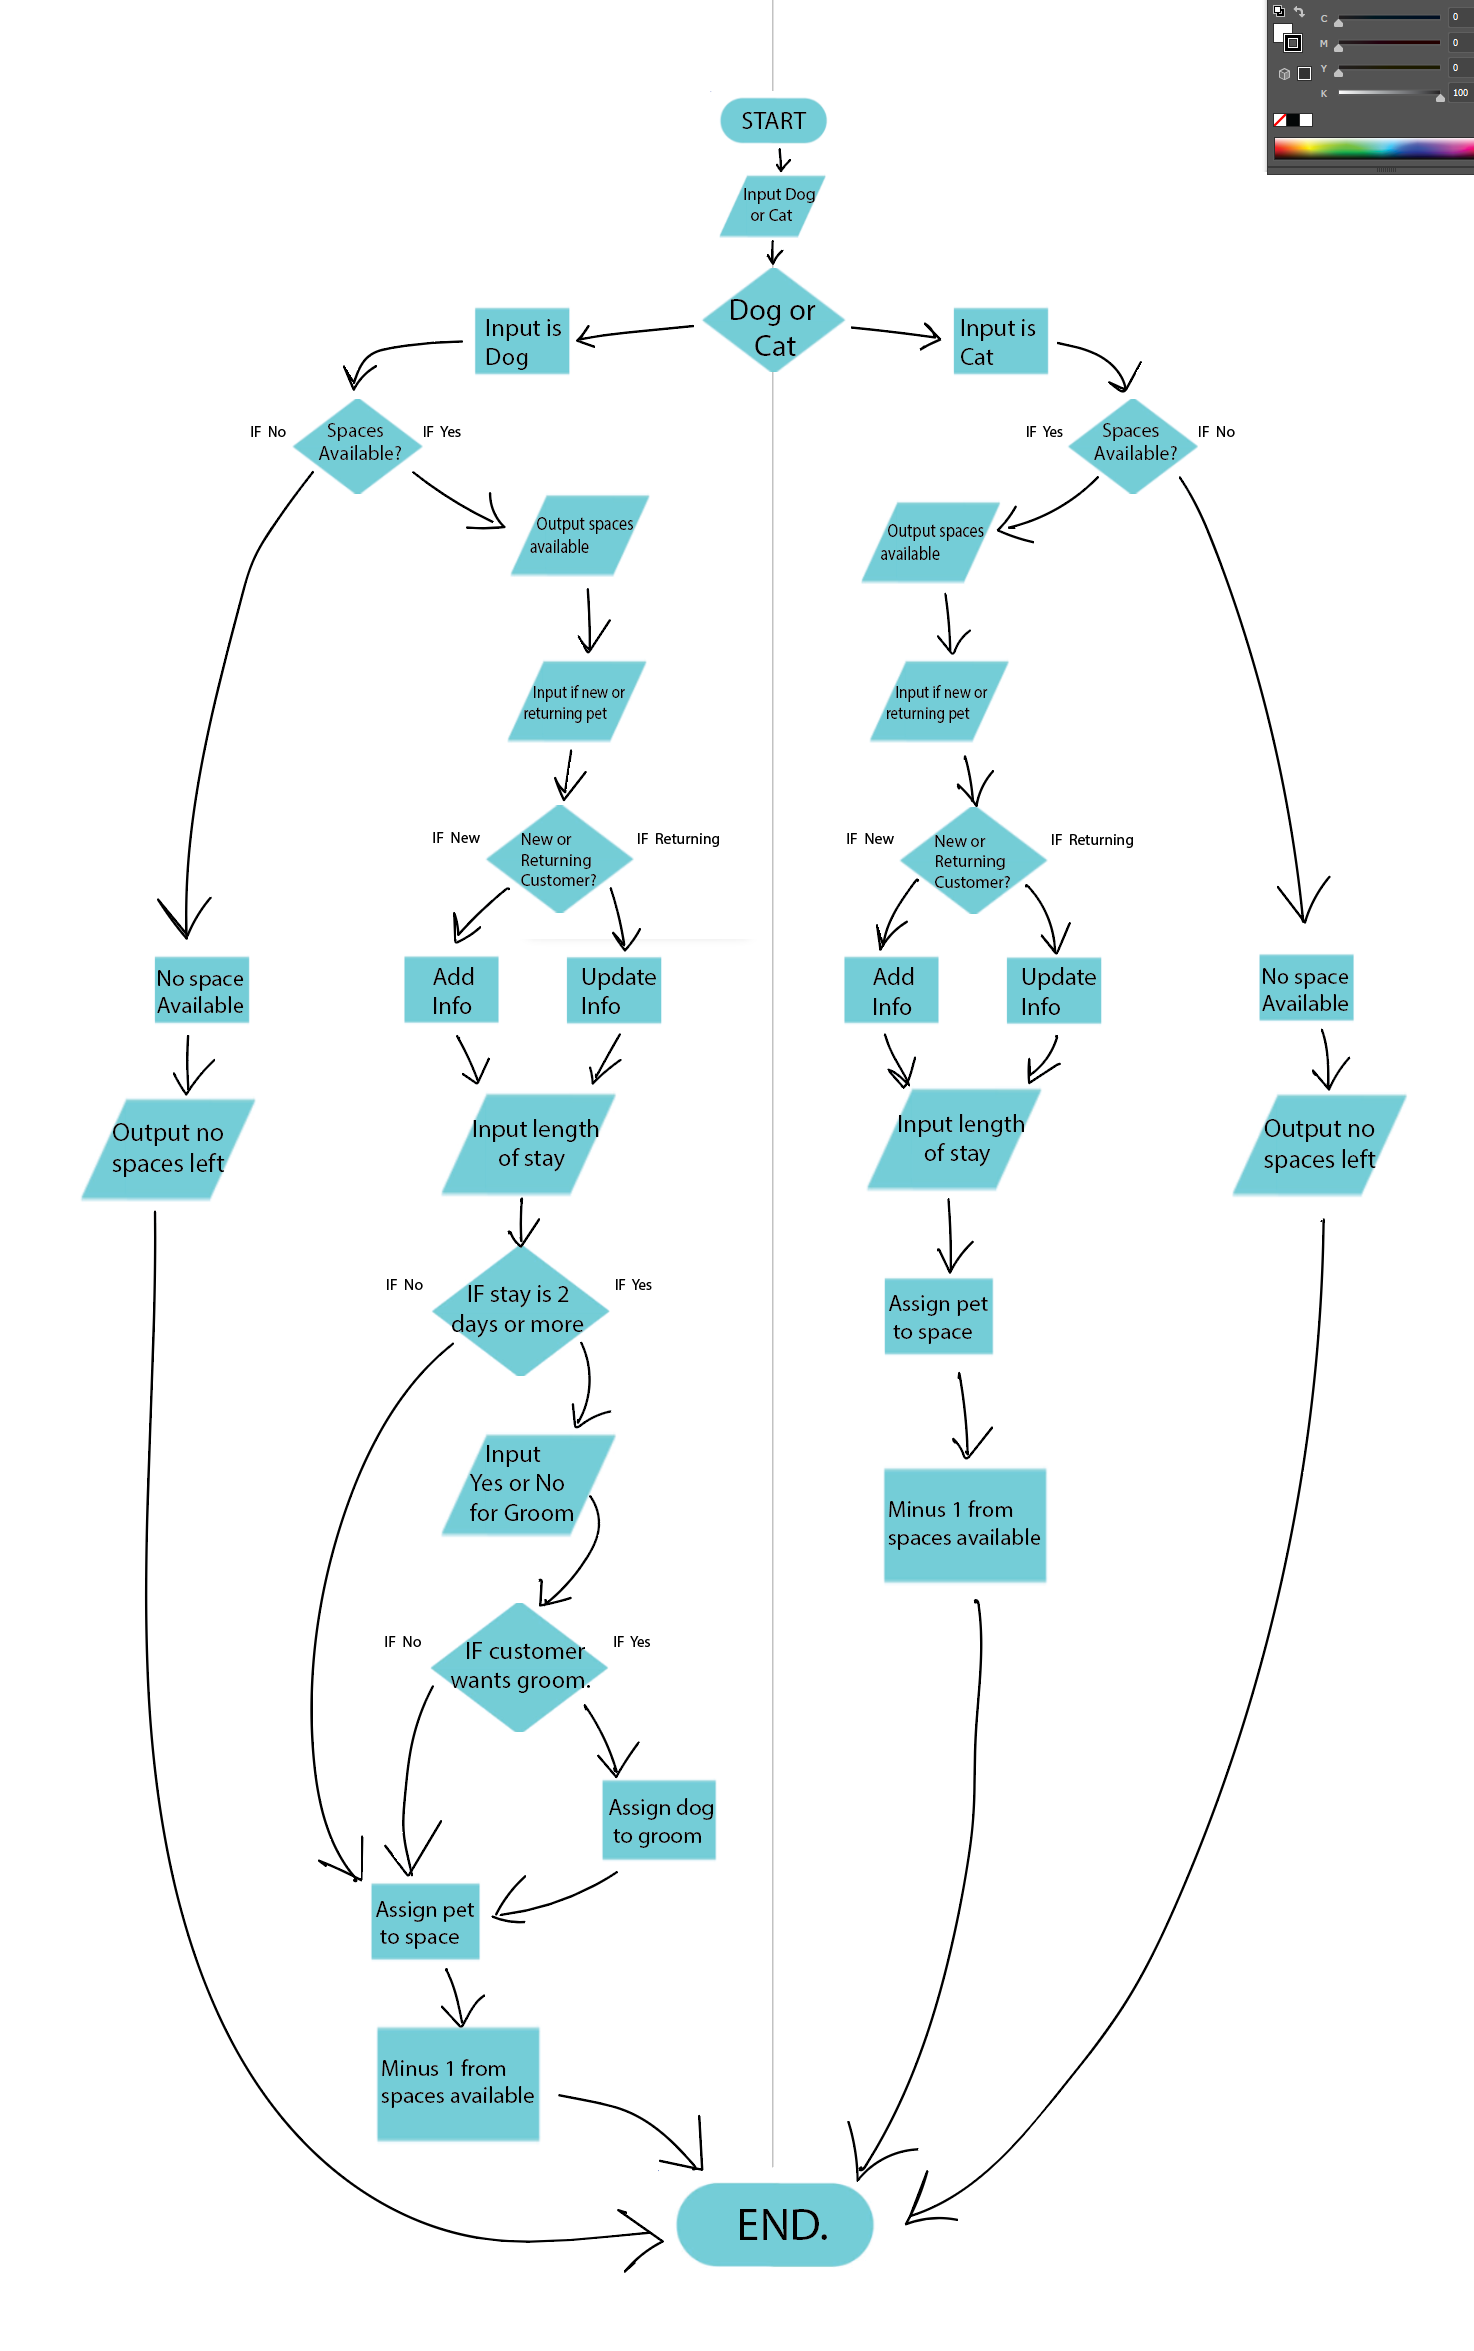 C 0
M 0
Y 0
K 100
START
Input Dog
or Cat
Dog or
Cat
Input is
Dog
Input is
Cat
IF No
Spaces
Available?
IF Yes
IF Yes
Spaces
Available?
IF No
Output spaces
available
Output spaces
available
Input if new or
returning pet
Input if new or
returning pet
IF New
New or
Returning
Customer?
IF Returning
IF New
New or
Returning
Customer?
IF Returning
No space
Available
Add
Info
Update
Info
Add
Info
Update
Info
No space
Available
Output no
spaces left
Input length
of stay
Input length
of stay
Output no
spaces left
IF No
IF stay is 2
days or more
IF Yes
Assign pet
to space
Input
Yes or No
for Groom
Minus 1 from
spaces available
IF No
IF customer
wants groom.
IF Yes
Assign dog
to groom
Assign pet
to space
Minus 1 from
spaces available
END.